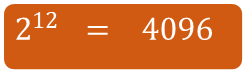 2¹² = 4096